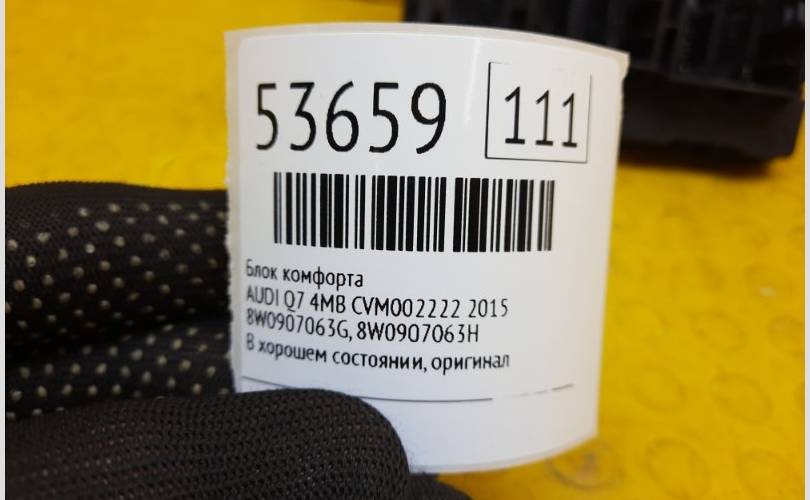 53659
111
Блок комфорта
AUDI Q7 4MB CVM002222 2015
8W0907063G, 8W0907063H
В хорошем состоянии, оригинал